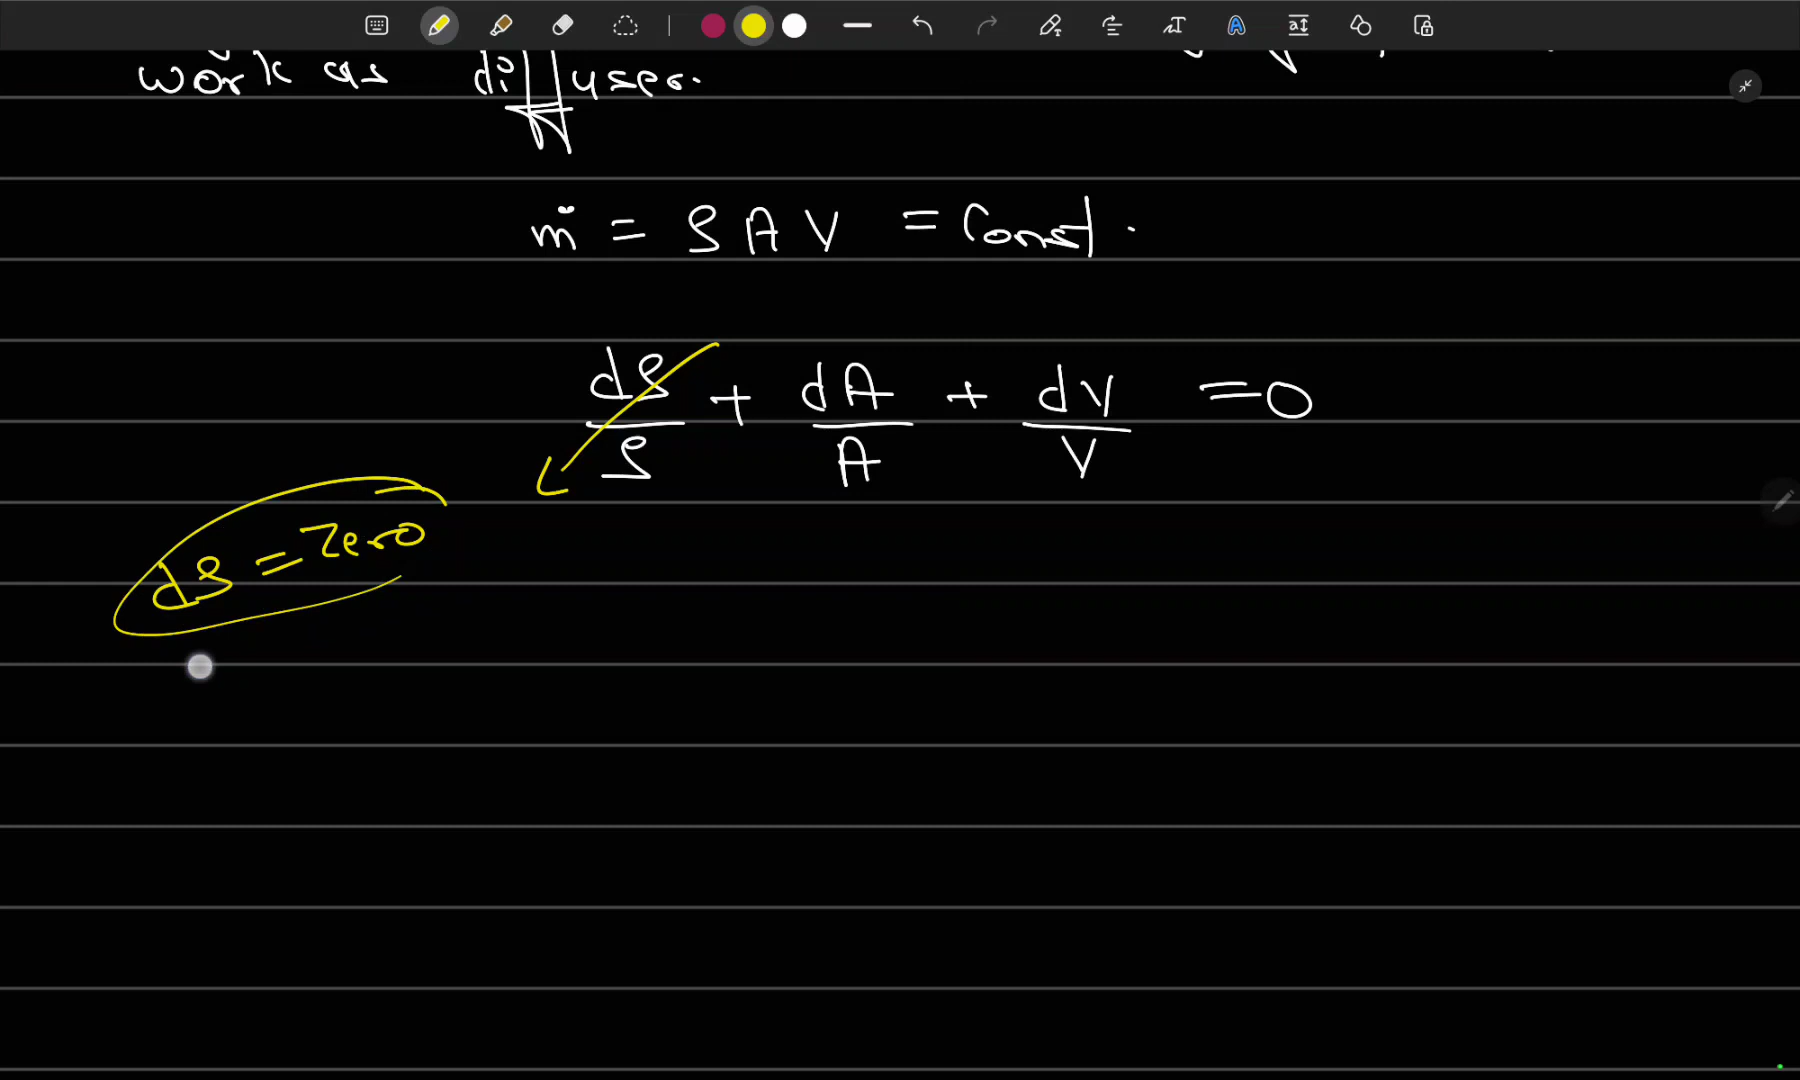 work as diffuser.
ṁ = ρ A V = Const.
dρ/ρ + dA/A + dV/V = 0
dρ = Zero